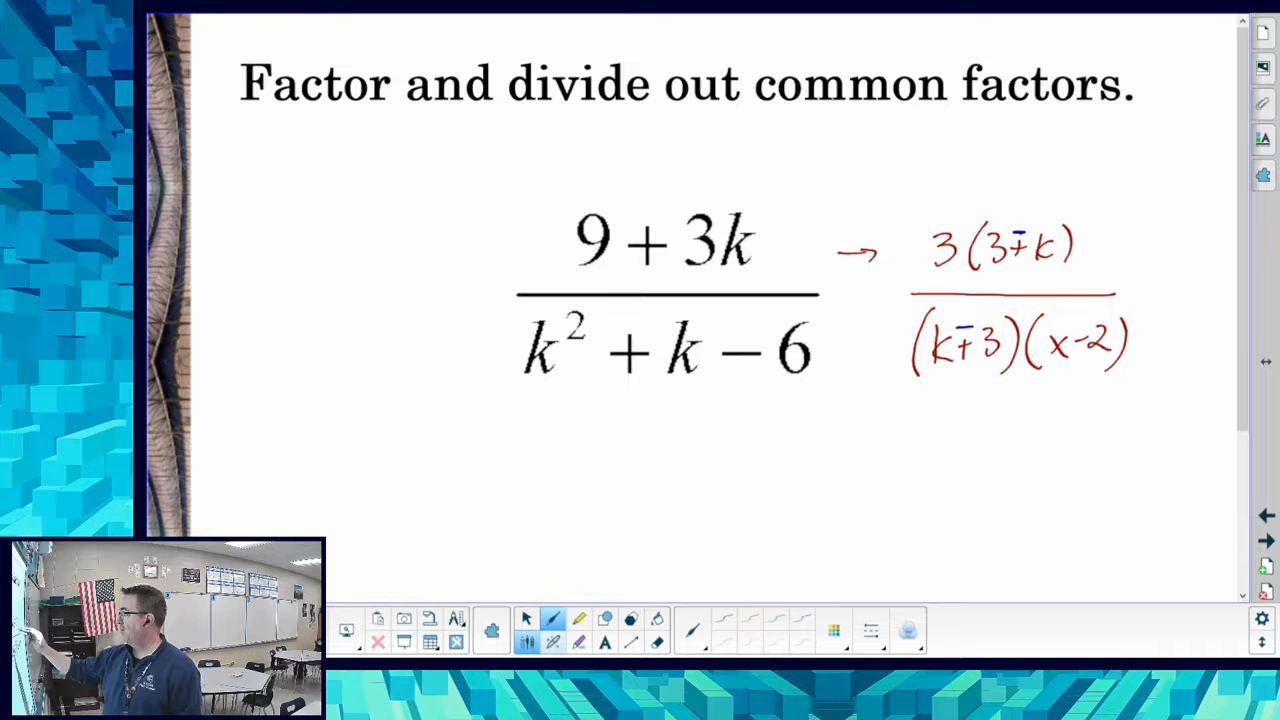 Factor and divide out common factors.
9 + 3k → 3(3∓k)
k² + k − 6 (k∓3)(x-2)